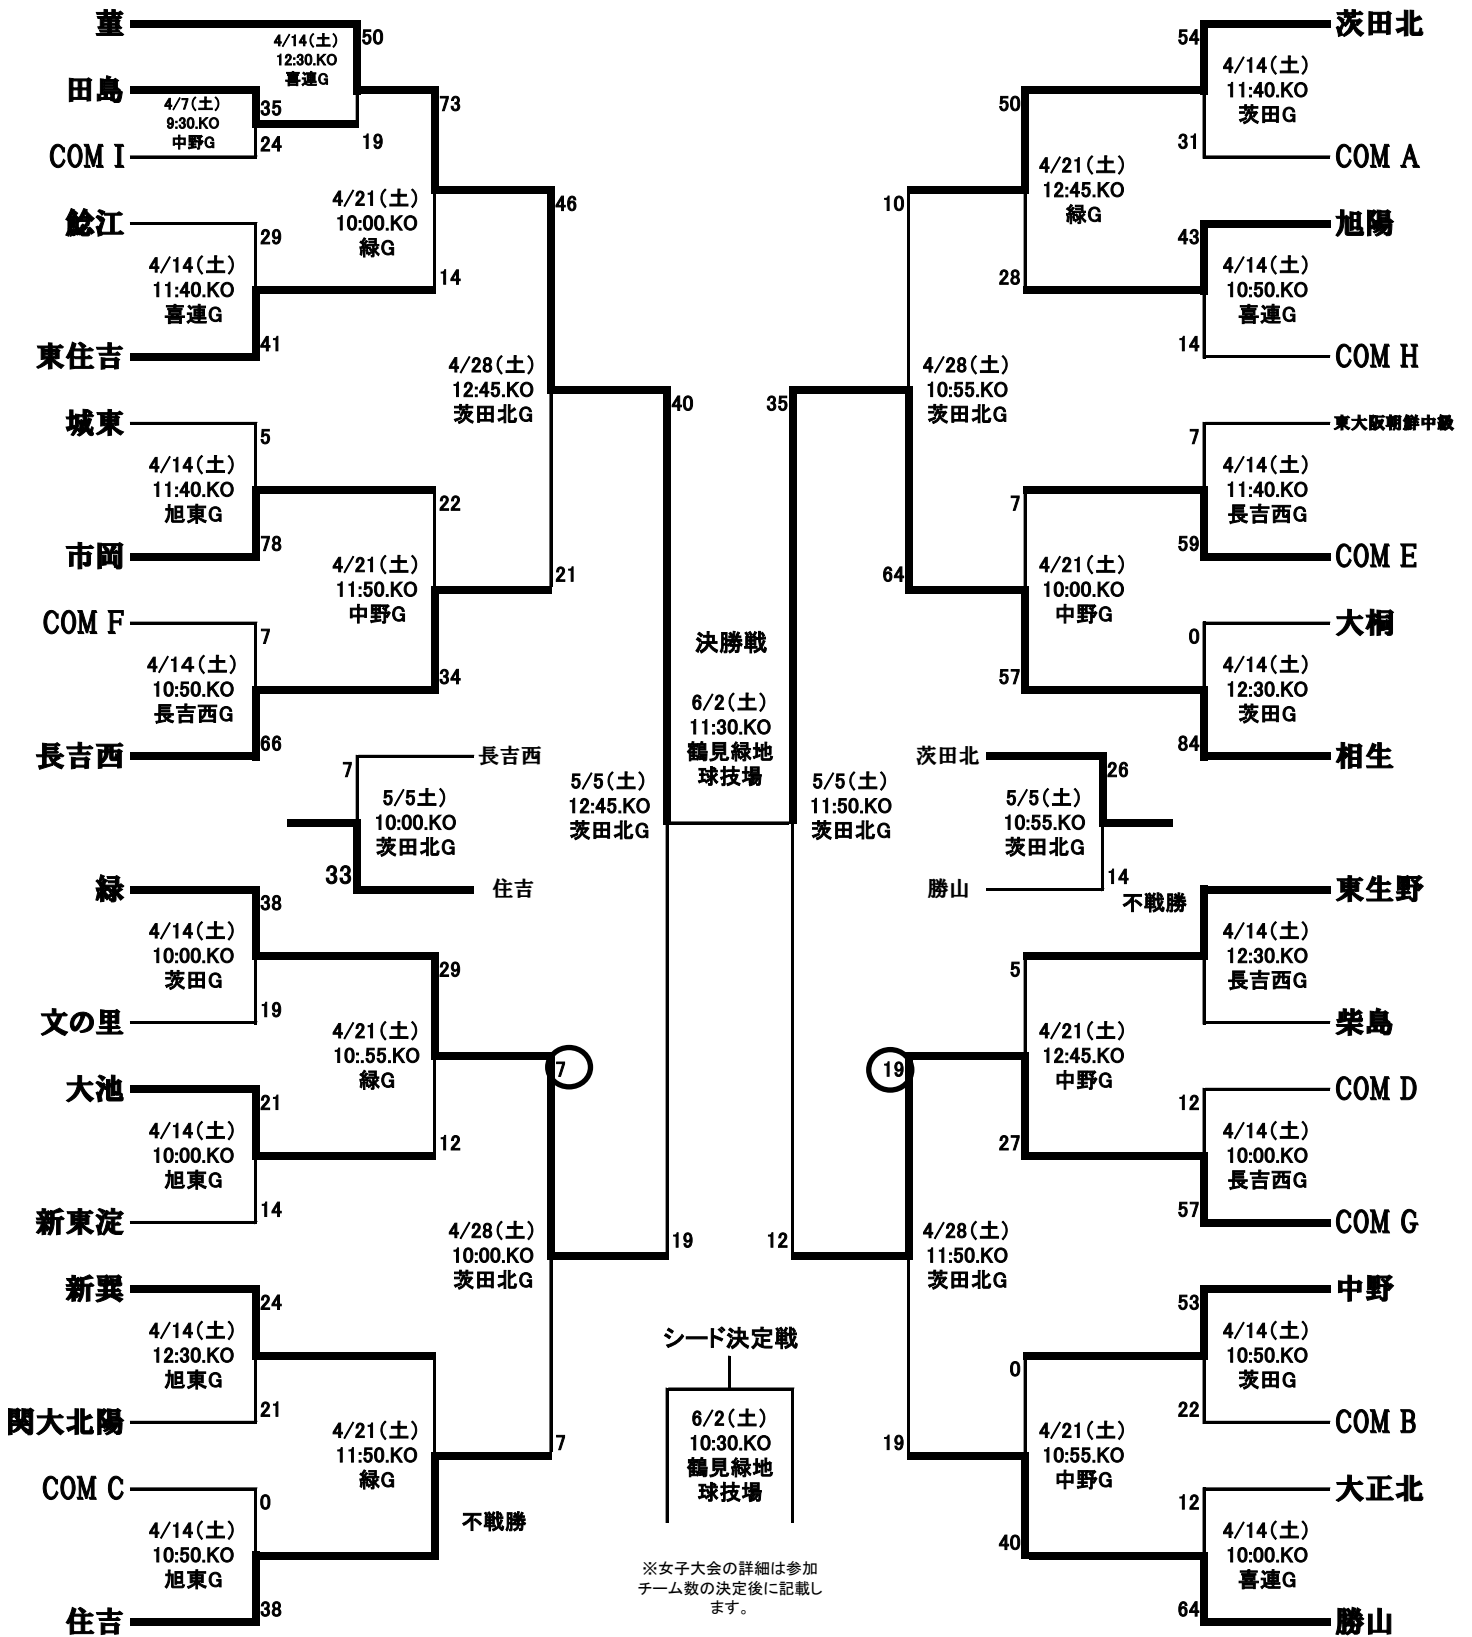 菫
50
4/14(土)
12:30.KO
喜連G
田島
35
73
4/7(土)
9:30.KO
中野G
24
19
COM I
鯰江
29
4/21(土)
10:00.KO
緑G
46
4/14(土)
11:40.KO
喜連G
14
東住吉
41
城東
5
4/28(土)
12:45.KO
茨田北G
40
4/14(土)
11:40.KO
旭東G
22
市岡
78
4/21(土)
11:50.KO
中野G
21
COM F
7
4/14(土)
10:50.KO
長吉西G
34
長吉西
66
7
長吉西
5/5土)
10:00.KO
茨田北G
33
住吉
5/5(土)
12:45.KO
茨田北G
緑
38
4/14(土)
10:00.KO
茨田G
29
文の里
19
4/21(土)
10:.55.KO
緑G
7
大池
21
4/14(土)
10:00.KO
旭東G
12
新東淀
14
4/28(土)
10:00.KO
茨田北G
19
新巽
24
4/14(土)
12:30.KO
旭東G
関大北陽
21
4/21(土)
11:50.KO
緑G
7
COM C
0
不戦勝
4/14(土)
10:50.KO
旭東G
住吉
38
決勝戦
6/2(土)
11:30.KO
鶴見緑地
球技場
シード決定戦
6/2(土)
10:30.KO
鶴見緑地
球技場
※女子大会の詳細は参加
チーム数の決定後に記載し
ます。
54
茨田北
4/14(土)
11:40.KO
茨田G
50
31
COM A
4/21(土)
12:45.KO
緑G
10
43
旭陽
4/14(土)
10:50.KO
喜連G
28
14
COM H
35
4/28(土)
10:55.KO
茨田北G
7
東大阪朝鮮中級
4/14(土)
11:40.KO
長吉西G
7
59
COM E
64
4/21(土)
10:00.KO
中野G
0
大桐
4/14(土)
12:30.KO
茨田G
57
84
相生
5/5(土)
11:50.KO
茨田北G
茨田北
26
5/5(土)
10:55.KO
茨田北G
勝山
14
不戦勝
東生野
4/14(土)
12:30.KO
長吉西G
5
柴島
19
4/21(土)
12:45.KO
中野G
12
COM D
4/14(土)
10:00.KO
長吉西G
27
57
COM G
12
4/28(土)
11:50.KO
茨田北G
53
中野
4/14(土)
10:50.KO
茨田G
0
22
COM B
19
4/21(土)
10:55.KO
中野G
12
大正北
4/14(土)
10:00.KO
喜連G
40
64
勝山